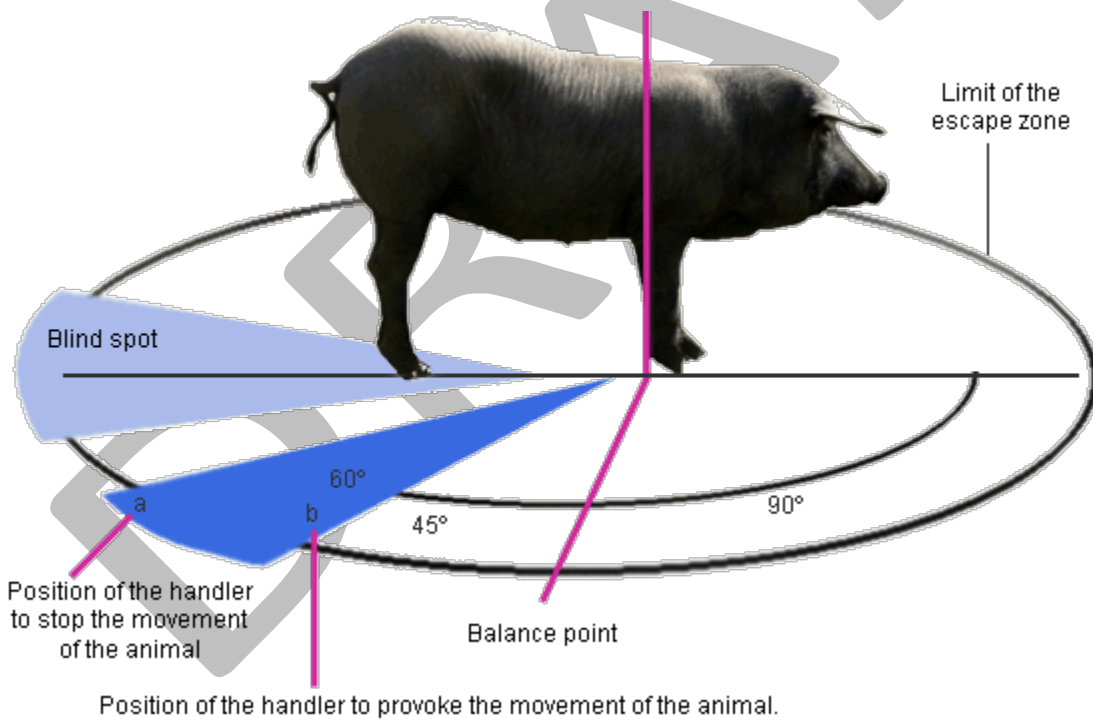 Limit of the
escape zone
Blind spot
60°
a
b
45°
90°
Position of the handler
to stop the movement
of the animal
Balance point
Position of the handler to provoke the movement of the animal.